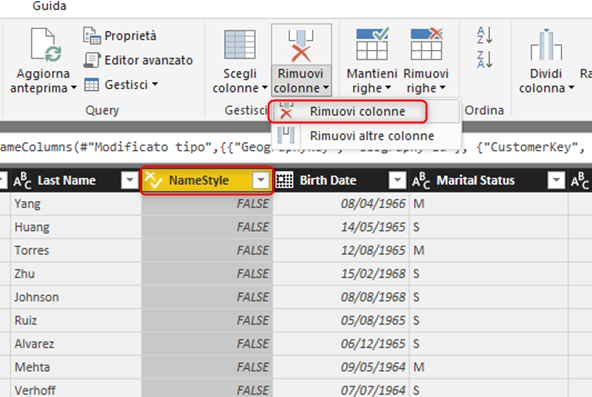 Guida
Aggiorna anteprima
Proprietà
Editor avanzato
Gestisci
Query
Scegli colonne
Rimuovi colonne
Gestisci
Mantieni righe
Rimuovi righe
Ordina
Dividi colonna
Rimuovi colonne
Rimuovi altre colonne
ameColumns(#"Modificato tipo",{{"Geography {"CustomerKey",
Last Name NameStyle Birth Date Marital Status
Yang FALSE 08/04/1966 M
Huang FALSE 14/05/1965 S
Torres FALSE 12/08/1965 M
Zhu FALSE 15/02/1968 S
Johnson FALSE 08/08/1968 S
Ruiz FALSE 05/08/1965 S
Alvarez FALSE 06/12/1965 S
Mehta FALSE 09/05/1964 M
Verhoff FALSE 07/07/1964 S